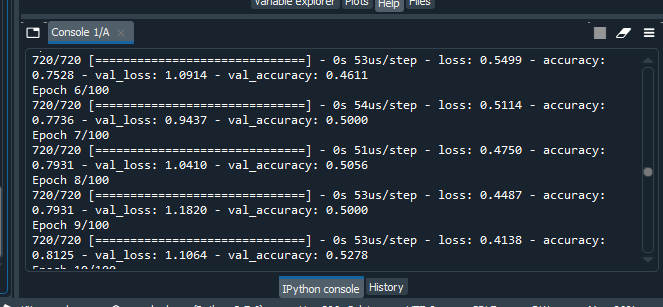 Variable explorer Plots Help Files
Console 1/A
720/720 [==============================] - 0s 53us/step - loss: 0.5499 - accuracy:
0.7528 - val_loss: 1.0914 - val_accuracy: 0.4611
Epoch 6/100
720/720 [==============================] - 0s 54us/step - loss: 0.5114 - accuracy:
0.7736 - val_loss: 0.9437 - val_accuracy: 0.5000
Epoch 7/100
720/720 [==============================] - 0s 51us/step - loss: 0.4750 - accuracy:
0.7931 - val_loss: 1.0410 - val_accuracy: 0.5056
Epoch 8/100
720/720 [==============================] - 0s 53us/step - loss: 0.4487 - accuracy:
0.7931 - val_loss: 1.1820 - val_accuracy: 0.5000
Epoch 9/100
720/720 [==============================] - 0s 53us/step - loss: 0.4138 - accuracy:
0.8125 - val_loss: 1.1064 - val_accuracy: 0.5278
Epoch 10/100
IPython console History